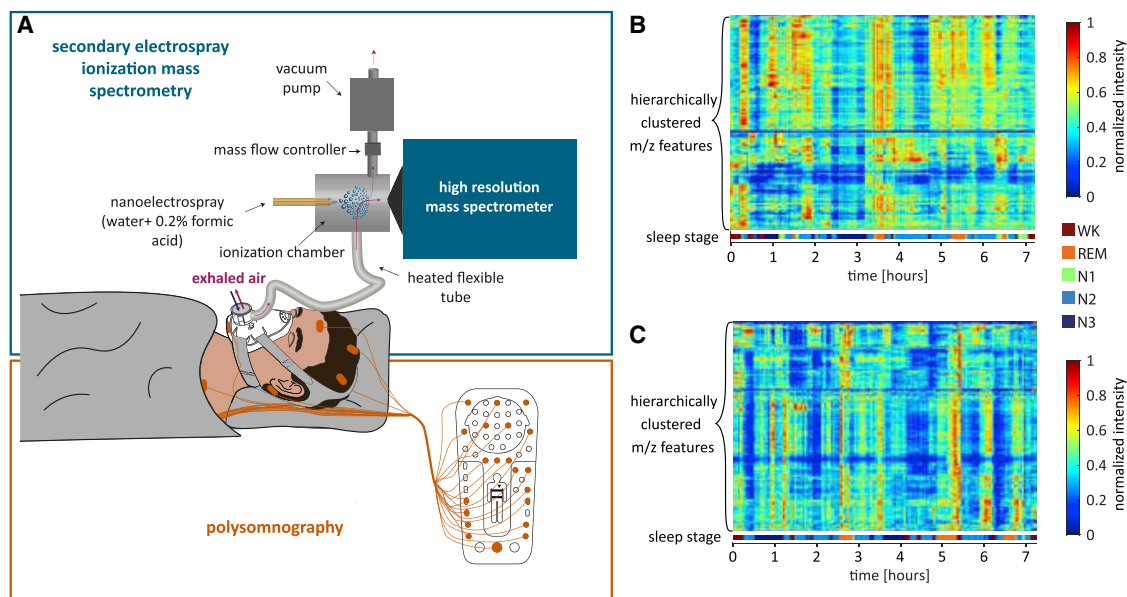 A
secondary electrospray
ionization mass
spectrometry
vacuum
pump
mass flow controller
nanoelectrospray
(water+ 0.2% formic
acid)
ionization chamber
high resolution
mass spectrometer
exhaled air
heated flexible
tube
polysomnography
B
hierarchically
clustered
m/z features
sleep stage
0 1 2 3 4 5 6 7
time [hours]
1
0.8
0.6
0.4
0.2
0
normalized intensity
WK
REM
N1
N2
N3
C
hierarchically
clustered
m/z features
sleep stage
0 1 2 3 4 5 6 7
time [hours]
1
0.8
0.6
0.4
0.2
0
normalized intensity